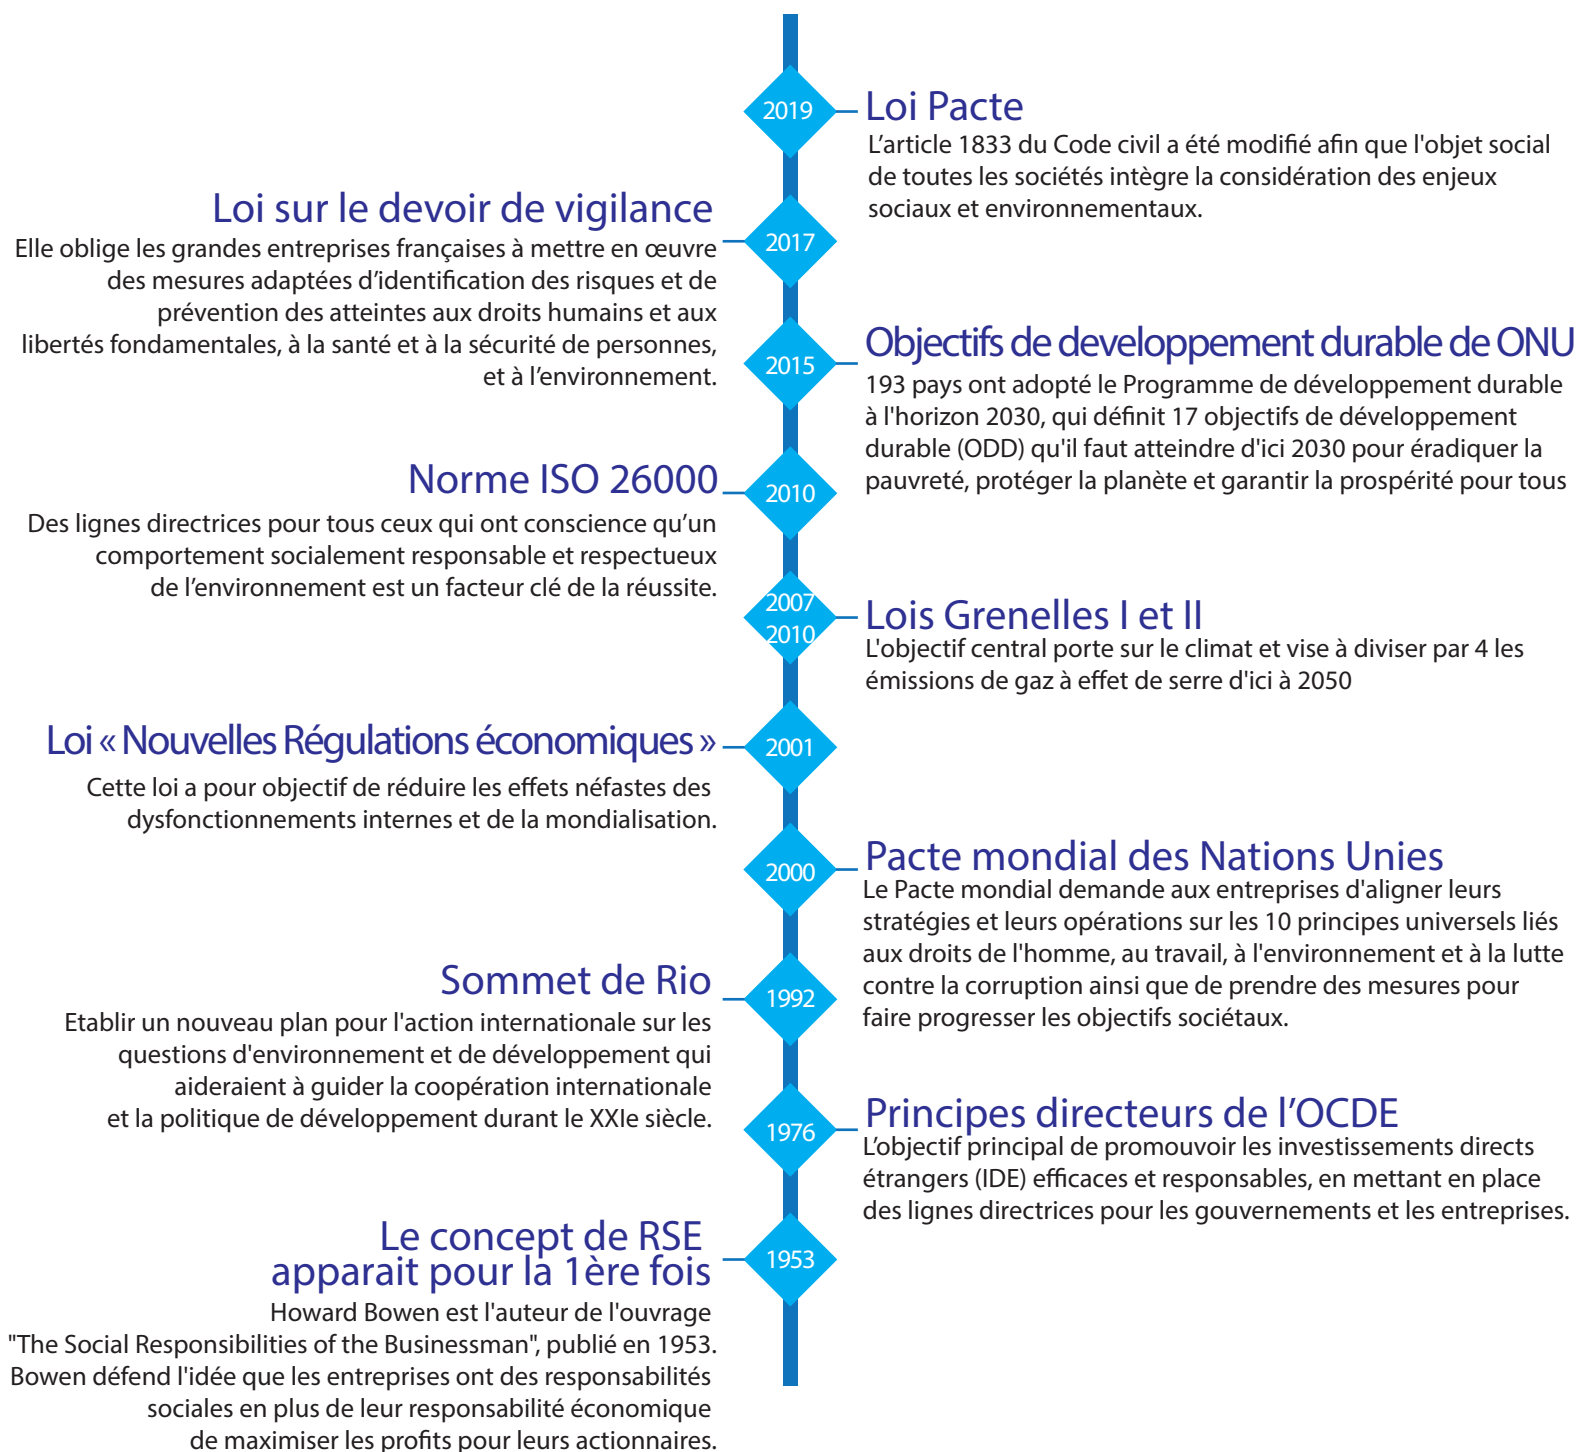 2019
Loi Pacte
L’article 1833 du Code civil a été modifié afin que l'objet social
de toutes les sociétés intègre la considération des enjeux
sociaux et environnementaux.
Loi sur le devoir de vigilance
2017
Elle oblige les grandes entreprises françaises à mettre en œuvre
des mesures adaptées d’identification des risques et de
prévention des atteintes aux droits humains et aux
libertés fondamentales, à la santé et à la sécurité de personnes,
et à l’environnement.
2015
Objectifs de developpement durable de ONU
193 pays ont adopté le Programme de développement durable
à l'horizon 2030, qui définit 17 objectifs de développement
durable (ODD) qu'il faut atteindre d'ici 2030 pour éradiquer la
pauvreté, protéger la planète et garantir la prospérité pour tous
Norme ISO 26000
2010
Des lignes directrices pour tous ceux qui ont conscience qu’un
comportement socialement responsable et respectueux
de l’environnement est un facteur clé de la réussite.
2007
2010
Lois Grenelles I et II
L'objectif central porte sur le climat et vise à diviser par 4 les
émissions de gaz à effet de serre d'ici à 2050
Loi « Nouvelles Régulations économiques »
2001
Cette loi a pour objectif de réduire les effets néfastes des
dysfonctionnements internes et de la mondialisation.
2000
Pacte mondial des Nations Unies
Le Pacte mondial demande aux entreprises d'aligner leurs
stratégies et leurs opérations sur les 10 principes universels liés
aux droits de l'homme, au travail, à l'environnement et à la lutte
contre la corruption ainsi que de prendre des mesures pour
faire progresser les objectifs sociétaux.
Sommet de Rio
1992
Etablir un nouveau plan pour l'action internationale sur les
questions d'environnement et de développement qui
aideraient à guider la coopération internationale
et la politique de développement durant le XXIe siècle.
1976
Principes directeurs de l’OCDE
L’objectif principal de promouvoir les investissements directs
étrangers (IDE) efficaces et responsables, en mettant en place
des lignes directrices pour les gouvernements et les entreprises.
Le concept de RSE
apparait pour la 1ère fois
1953
Howard Bowen est l'auteur de l'ouvrage
"The Social Responsibilities of the Businessman", publié en 1953.
Bowen défend l'idée que les entreprises ont des responsabilités
sociales en plus de leur responsabilité économique
de maximiser les profits pour leurs actionnaires.